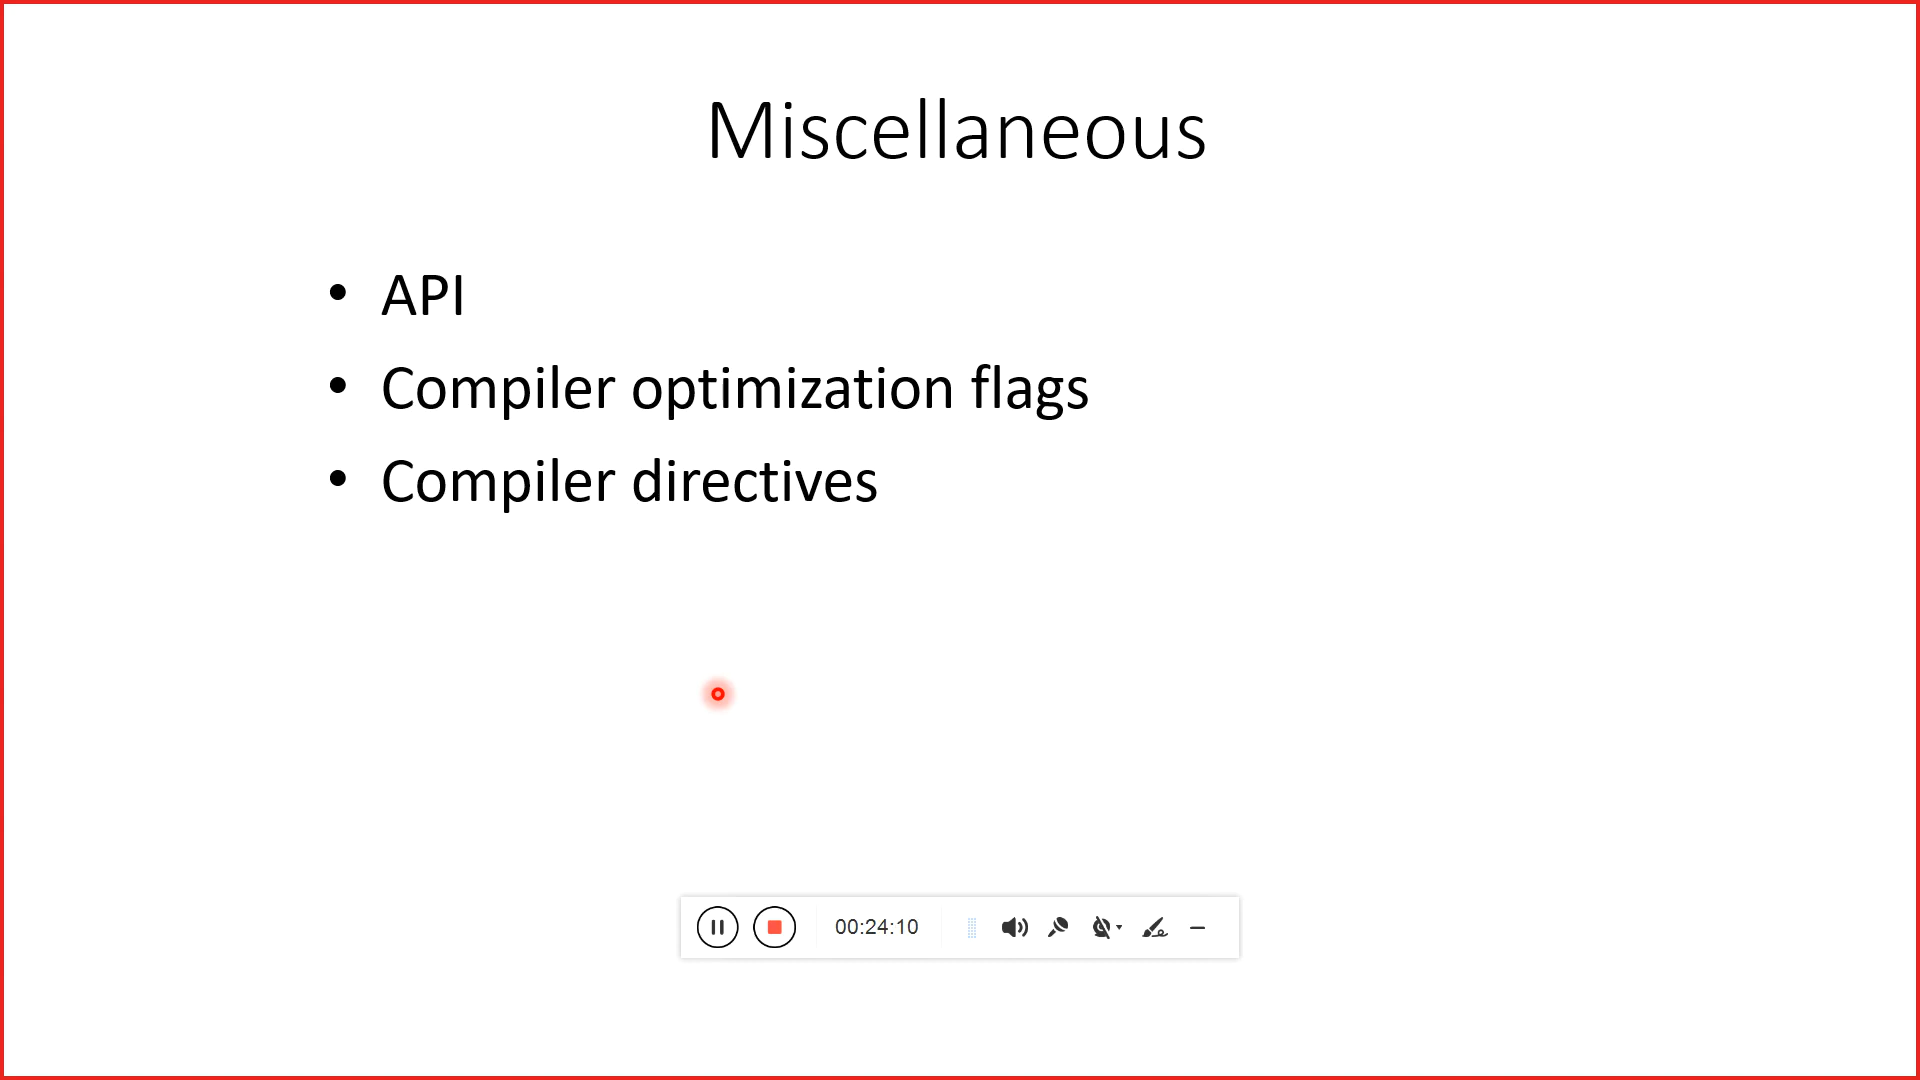 Miscellaneous
• API
• Compiler optimization flags
• Compiler directives
00:24:10